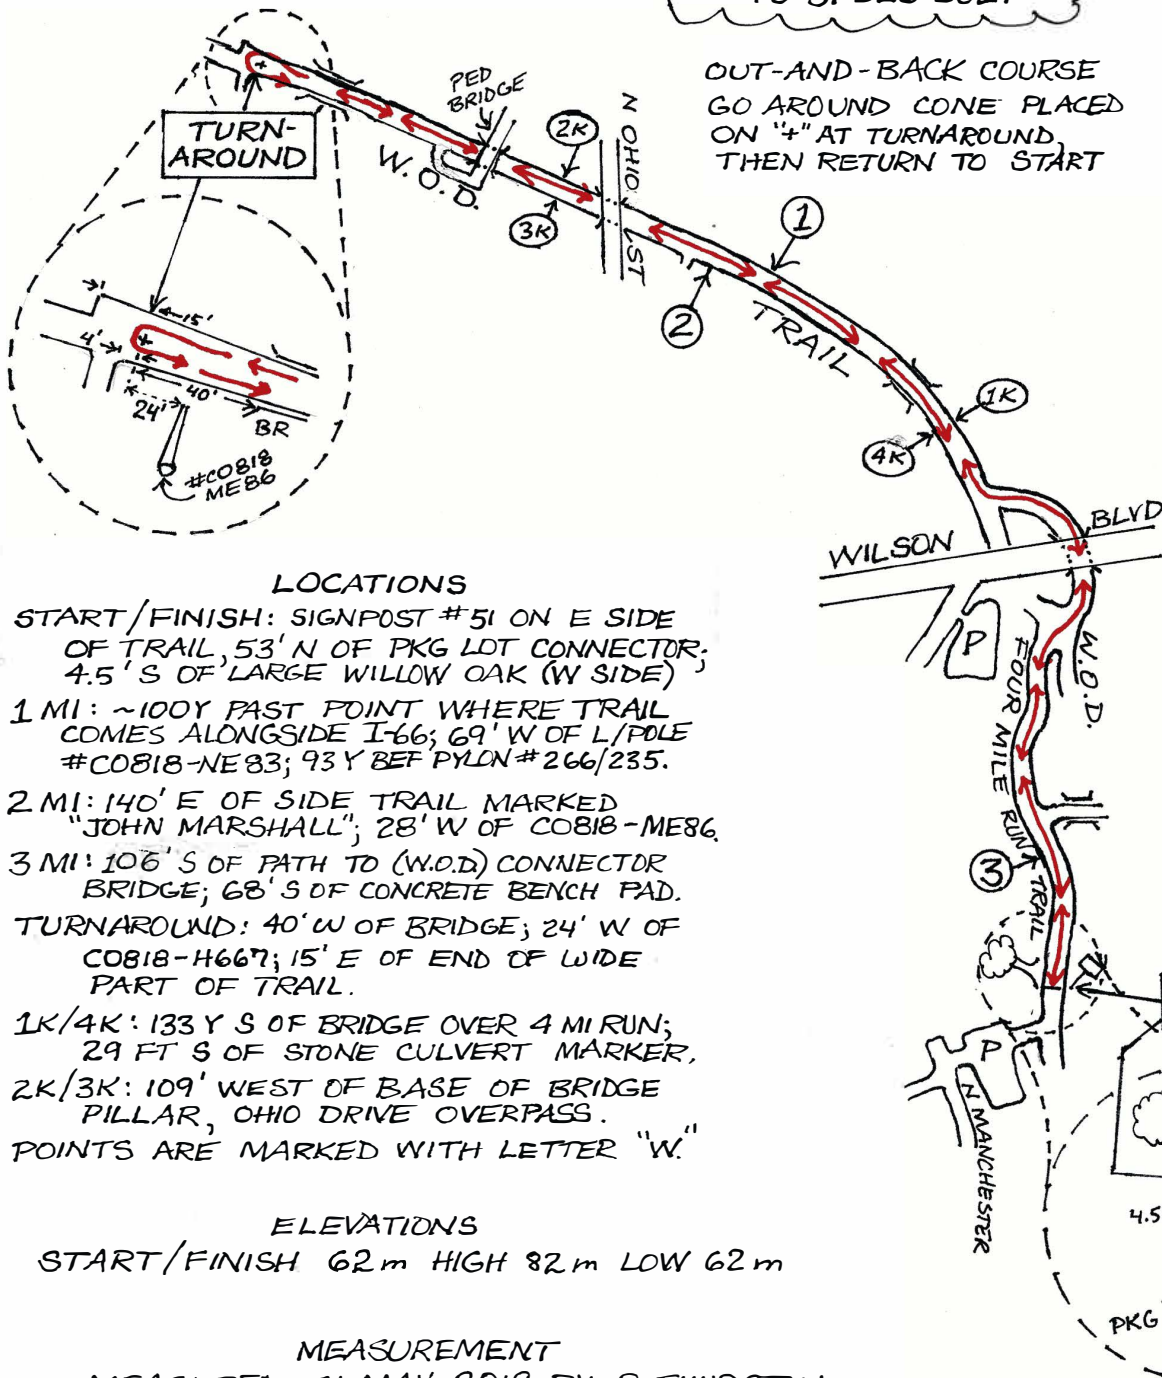 OUT-AND-BACK COURSE
GO AROUND CONE PLACED
ON "+" AT TURNAROUND,
THEN RETURN TO START
PED
BRIDGE
2K
N OHIO
ST
TURN-
AROUND
W.O.D.
3K
1
2
TRAIL
15'
4'
+
40'
24'
BR
#C0818
ME86
1K
4K
WILSON
BLVD
P
W.O.D.
FOUR MILE RUN
TRAIL
3
P
N MANCHESTER
4.5
PKG
LOCATIONS
START/FINISH: SIGNPOST #51 ON E SIDE
OF TRAIL, 53' N OF PKG LOT CONNECTOR;
4.5' S OF LARGE WILLOW OAK (W SIDE)
1 MI: ~100Y PAST POINT WHERE TRAIL
COMES ALONGSIDE I-66; 69' W OF L/POLE
#C0818-NE83; 93Y BEF PYLON #266/235.
2 MI: 140' E OF SIDE TRAIL MARKED
"JOHN MARSHALL"; 28' W OF C0818-ME86.
3 MI: 106' S OF PATH TO (W.O.D.) CONNECTOR
BRIDGE; 68' S OF CONCRETE BENCH PAD.
TURNAROUND: 40' W OF BRIDGE; 24' W OF
C0818-H667; 15' E OF END OF WIDE
PART OF TRAIL.
1K/4K: 133 Y S OF BRIDGE OVER 4 MI RUN;
29 FT S OF STONE CULVERT MARKER.
2K/3K: 109' WEST OF BASE OF BRIDGE
PILLAR, OHIO DRIVE OVERPASS.
POINTS ARE MARKED WITH LETTER "W."
ELEVATIONS
START/FINISH 62m HIGH 82m LOW 62m
MEASUREMENT